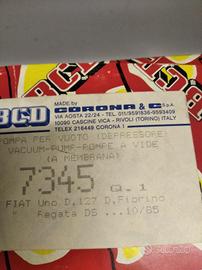 BCD
MADE by
CORONA & C S.p.A.
VIA AOSTA 22/24 - TEL. 011/9591836-9593409
10090 CASCINE VICA - RIVOLI (TORINO) ITALY
TELEX 216449 CORONA I
POMPA PER VUOTO (DEPRESSORE)
VACUUM-PUMP-POMPE A VIDE
(A MEMBRANA)
7345 Q.1
FIAT Uno D,127 D,Fiorino
" Regata DS ... 10/85
subito